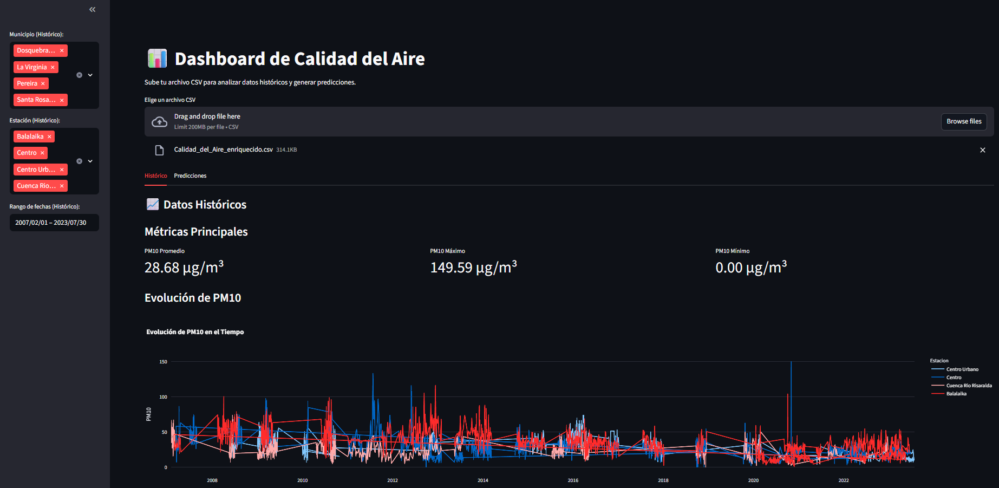 Municipio (Histórico):
Dosquebra...
La Virginia
Pereira
Santa Rosa...
Estación (Histórico):
Balalaika
Centro
Centro Urb...
Cuenca Rio...
Rango de fechas (Histórico):
2007/02/01 – 2023/07/30
Dashboard de Calidad del Aire
Sube tu archivo CSV para analizar datos históricos y generar predicciones.
Elige un archivo CSV
Drag and drop file here
Limit 200MB per file • CSV
Browse files
Calidad_del_Aire_enriquecido.csv 314.1KB
Histórico Predicciones
Datos Históricos
Métricas Principales
PM10 Promedio PM10 Máximo PM10 Mínimo
28.68 µg/m³ 149.59 µg/m³ 0.00 µg/m³
Evolución de PM10
Evolución de PM10 en el Tiempo
PM10
150
100
50
0
2008 2010 2012 2014 2016 2018 2020 2022
Estacion
Centro Urbano
Centro
Cuenca Rio Risaralda
Balalaika